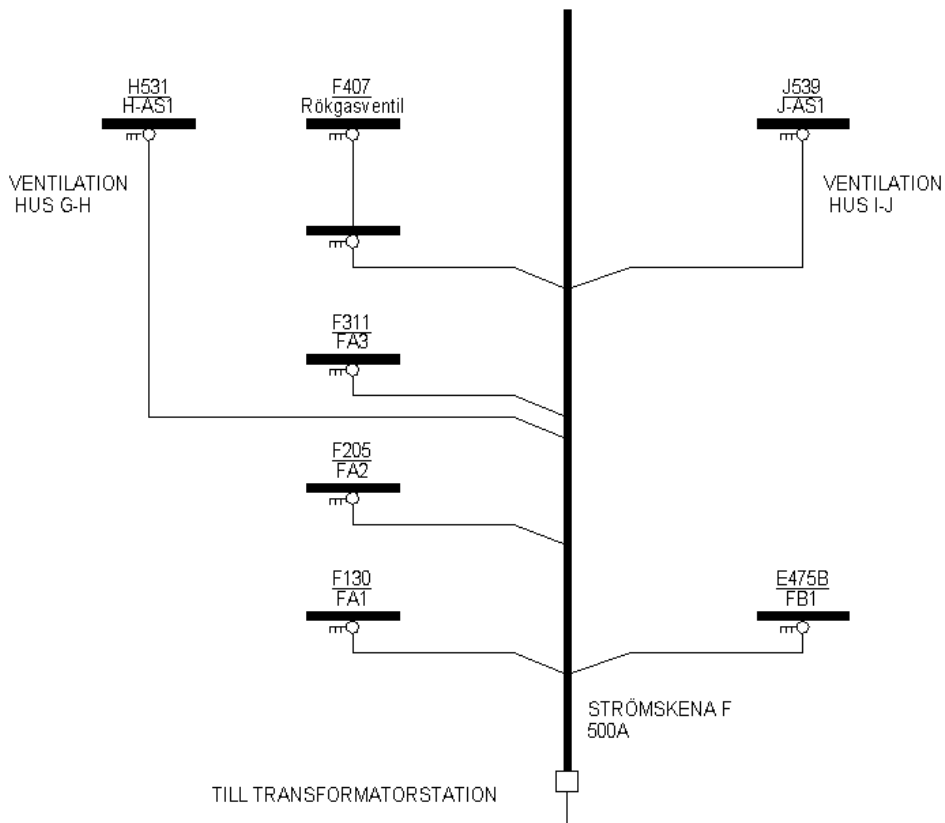 H531
H-AS1
F407
Rökgasventil
J539
J-AS1
VENTILATION
HUS G-H
VENTILATION
HUS I-J
F311
FA3
F205
FA2
F130
FA1
E475B
FB1
STRÖMSKENA F
500A
TILL TRANSFORMATORSTATION